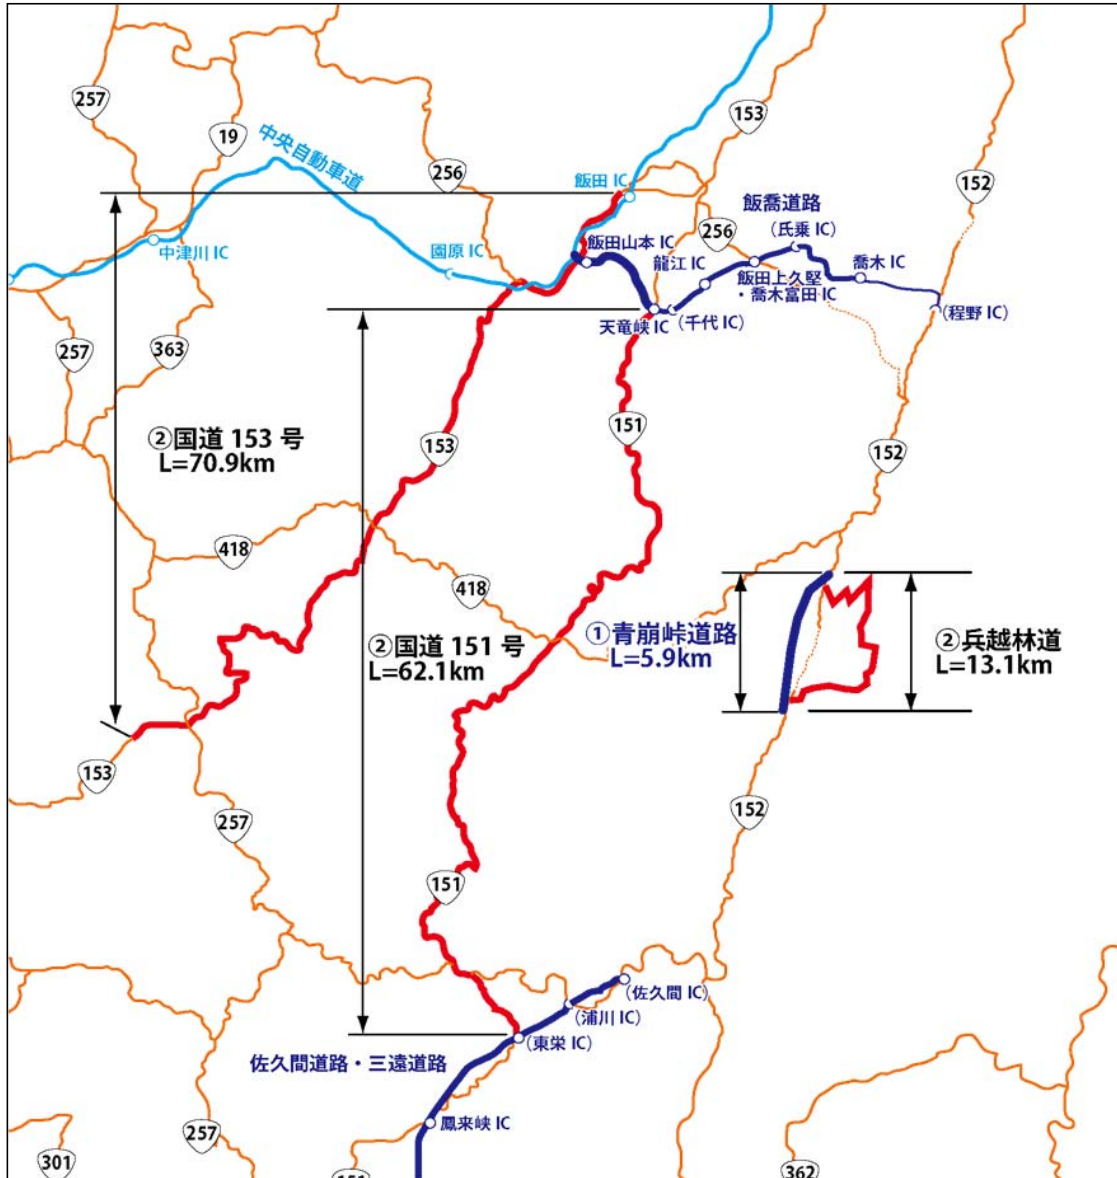 257
19
中央自動車道
256
153
飯田 IC
152
飯喬道路
(氏乗 IC)
256
中津川 IC
園原 IC
飯田山本 IC
龍江 IC
喬木 IC
飯田上久堅
・喬木富田 IC
天竜峡 IC
(千代 IC)
(程野 IC)
257
363
②国道 153 号
L=70.9km
153
151
152
418
418
②国道 151 号
L=62.1km
①青崩峠道路
L=5.9km
②兵越林道
L=13.1km
153
257
152
151
(佐久間 IC)
(浦川 IC)
(東栄 IC)
佐久間道路・三遠道路
鳳来峡 IC
257
301
151
362